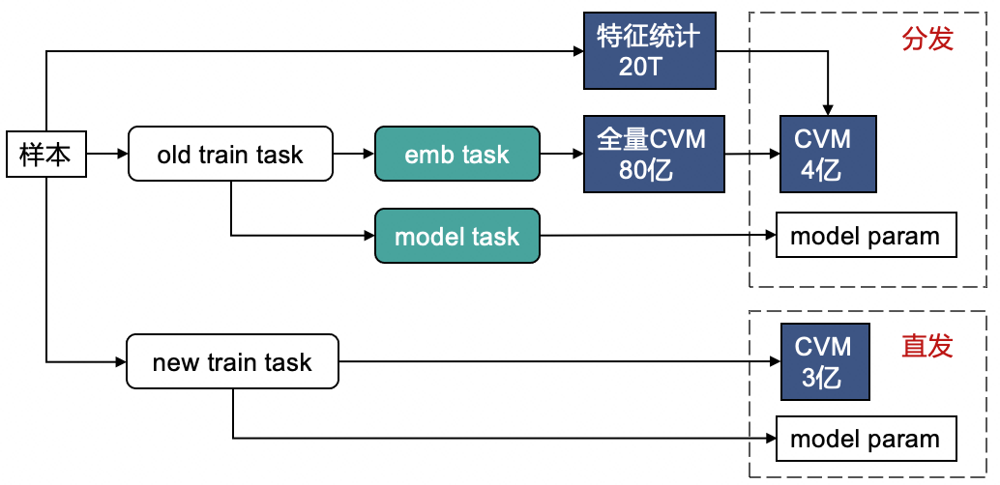 特征统计
20T
分发
样本
old train task
emb task
全量CVM
80亿
CVM
4亿
model task
model param
new train task
CVM
3亿
直发
model param